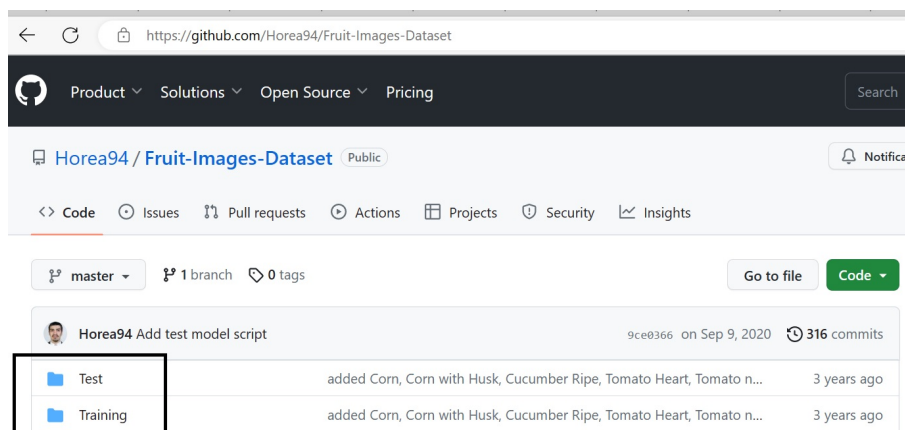 https://github.com/Horea94/Fruit-Images-Dataset
Product Solutions Open Source Pricing Search
Horea94 / Fruit-Images-Dataset Public Notifica
Code Issues Pull requests Actions Projects Security Insights
master 1 branch 0 tags Go to file Code
Horea94 Add test model script 9ce0366 on Sep 9, 2020 316 commits
Test added Corn, Corn with Husk, Cucumber Ripe, Tomato Heart, Tomato n... 3 years ago
Training added Corn, Corn with Husk, Cucumber Ripe, Tomato Heart, Tomato n... 3 years ago